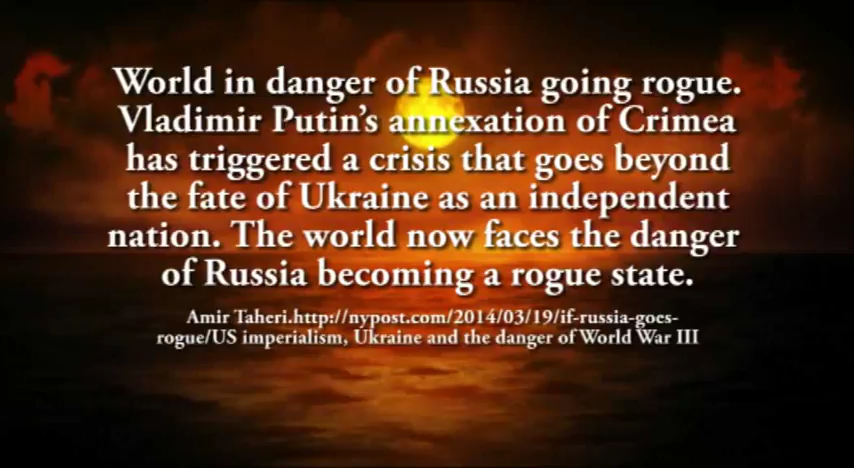 World in danger of Russia going rogue.
Vladimir Putin's annexation of Crimea
has triggered a crisis that goes beyond
the fate of Ukraine as an independent
nation. The world now faces the danger
of Russia becoming a rogue state.
Amir Taheri.http://nypost.com/2014/03/19/if-russia-goes-
rogue/US imperialism, Ukraine and the danger of World War III